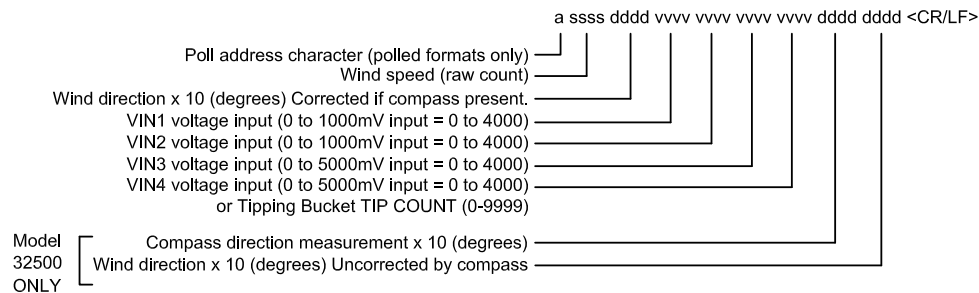 a ssss dddd vvvv vvvv vvvv vvvv dddd dddd <CR/LF>
Poll address character (polled formats only)
Wind speed (raw count)
Wind direction x 10 (degrees) Corrected if compass present.
VIN1 voltage input (0 to 1000mV input = 0 to 4000)
VIN2 voltage input (0 to 1000mV input = 0 to 4000)
VIN3 voltage input (0 to 5000mV input = 0 to 4000)
VIN4 voltage input (0 to 5000mV input = 0 to 4000)
or Tipping Bucket TIP COUNT (0-9999)
Model
32500
ONLY
Compass direction measurement x 10 (degrees)
Wind direction x 10 (degrees) Uncorrected by compass